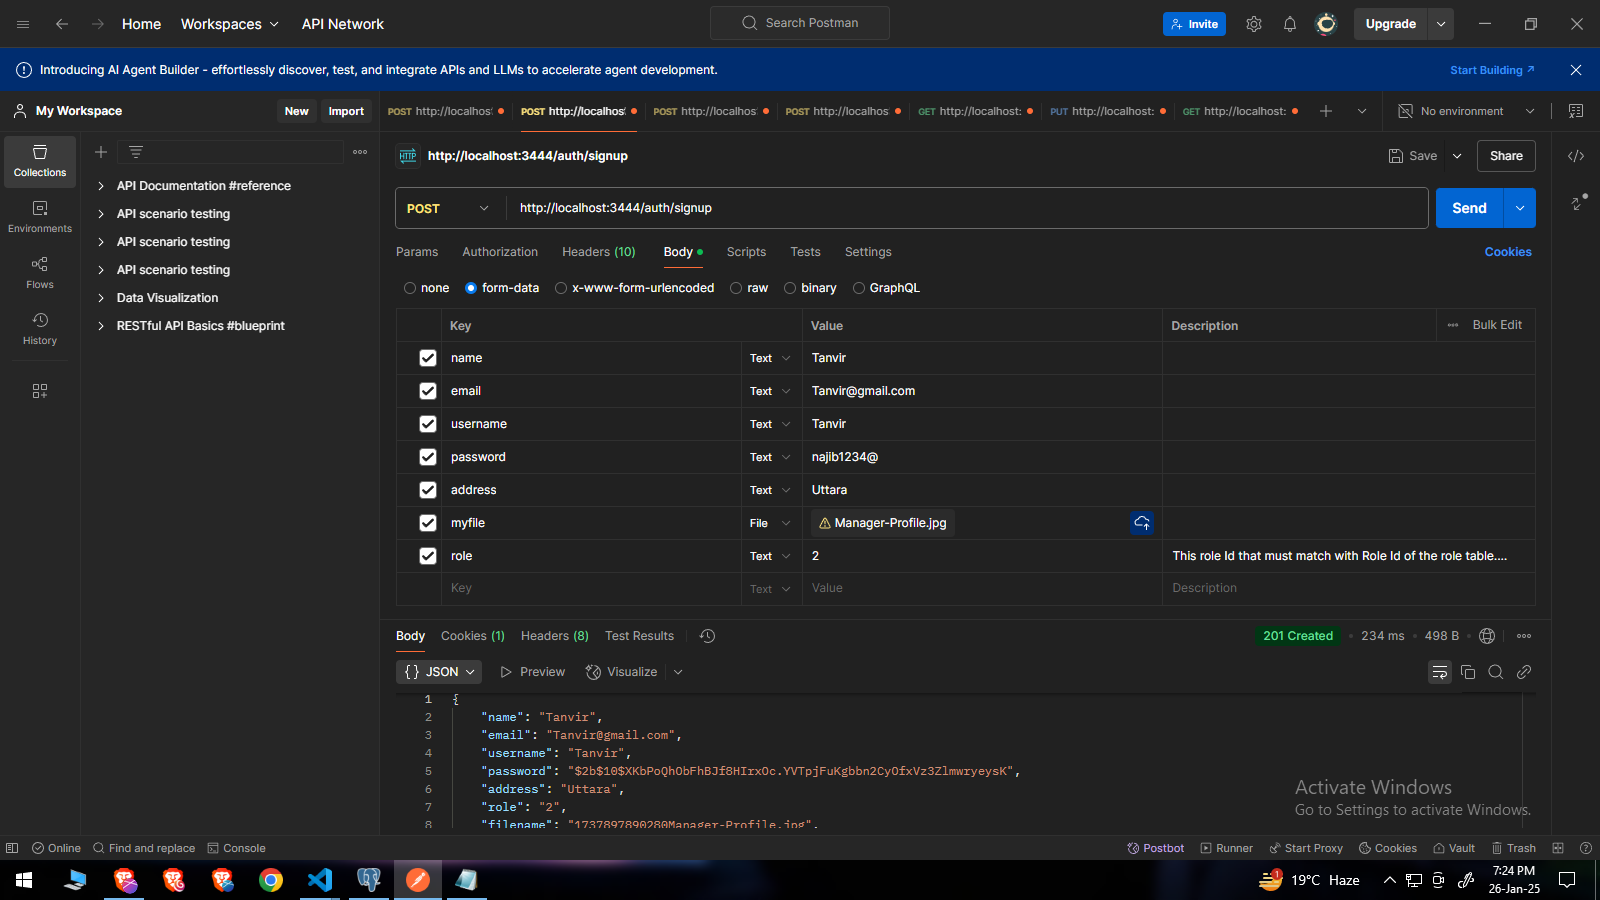 Home Workspaces API Network Search Postman Invite Upgrade
Introducing AI Agent Builder - effortlessly discover, test, and integrate APIs and LLMs to accelerate agent development. Start Building
My Workspace New Import POST http://localhos POST http://localhos POST http://localhos POST http://localhos GET http://localhost: PUT http://localhost: GET http://localhost: No environment
Collections
Environments
Flows
History
API Documentation #reference
API scenario testing
API scenario testing
API scenario testing
Data Visualization
RESTful API Basics #blueprint
HTTP http://localhost:3444/auth/signup Save Share
POST http://localhost:3444/auth/signup Send
Params Authorization Headers (10) Body Scripts Tests Settings Cookies
none form-data x-www-form-urlencoded raw binary GraphQL
Key Value Description Bulk Edit
name Text Tanvir
email Text Tanvir@gmail.com
username Text Tanvir
password Text najib1234@
address Text Uttara
myfile File Manager-Profile.jpg
role Text 2 This role Id that must match with Role Id of the role table....
Key Text Value Description
Body Cookies (1) Headers (8) Test Results 201 Created 234 ms 498 B
{} JSON Preview Visualize
1 {
2 "name": "Tanvir",
3 "email": "Tanvir@gmail.com",
4 "username": "Tanvir",
5 "password": "$2b$10$XKbPoQhObFhBJf8HIrxOc.YVTpjFuKgbbn2CyOfxVz3ZlmwryeysK",
6 "address": "Uttara",
7 "role": "2",
8 "filename": "1737897890280Manager-Profile.jpg",
Activate Windows
Go to Settings to activate Windows.
Online Find and replace Console Postbot Runner Start Proxy Cookies Vault Trash
1 19°C Haze 7:24 PM
26-Jan-25